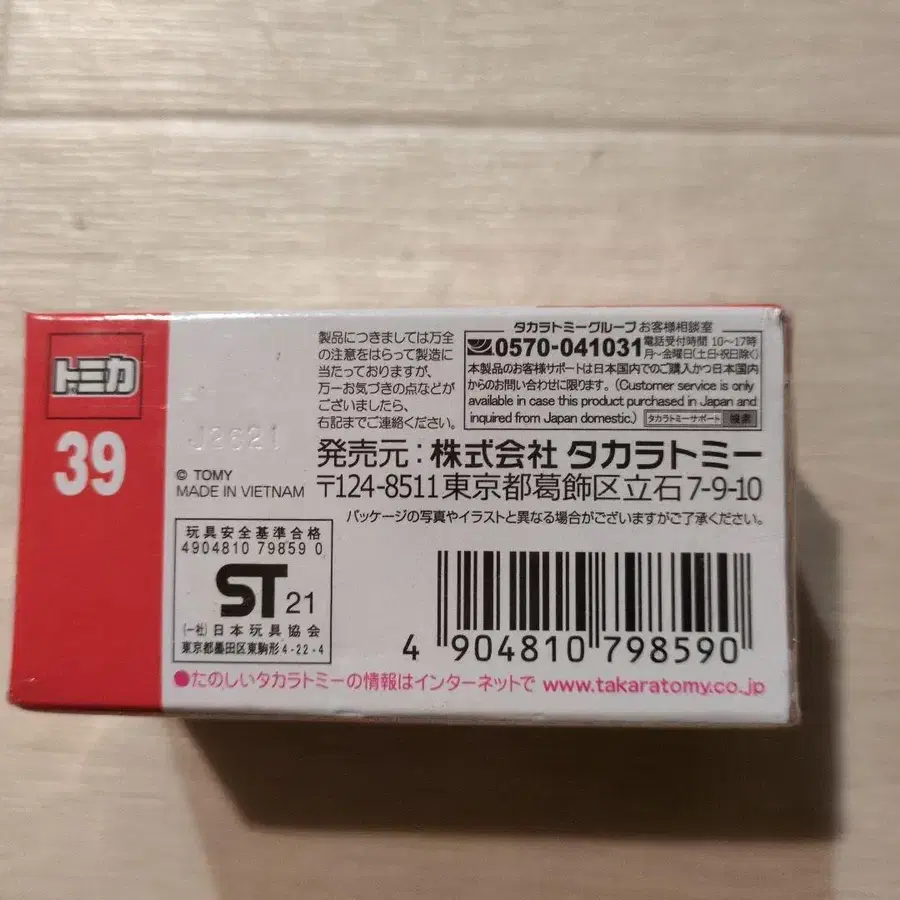 トミカ
39
J2621
© TOMY
MADE IN VIETNAM
製品につきましては万全
の注意をはらって製造に
当たっておりますが、
万一お気づきの点などが
ございましたら、
右記までご連絡ください。
タカラトミーグループ お客様相談室
0570-041031 電話受付時間 10〜17時
月〜金曜日(土日・祝日除く)
本製品のお客様サポートは日本国内でのご購入かつ日本国内
からのお問い合わせに限ります。(Customer service is only
available in case this product purchased in Japan and
inquired from Japan domestic.) タカラトミーサポート 検索
発売元：株式会社 タカラトミー
〒124-8511 東京都葛飾区立石7-9-10
パッケージの写真やイラストと異なる場合がございますがご了承ください。
玩具安全基準合格
4904810 79859 0
ST 21
(一社) 日本玩具協会
東京都墨田区東駒形4-22-4
4 904810 798590
●たのしいタカラトミーの情報はインターネットで www.takaratomy.co.jp